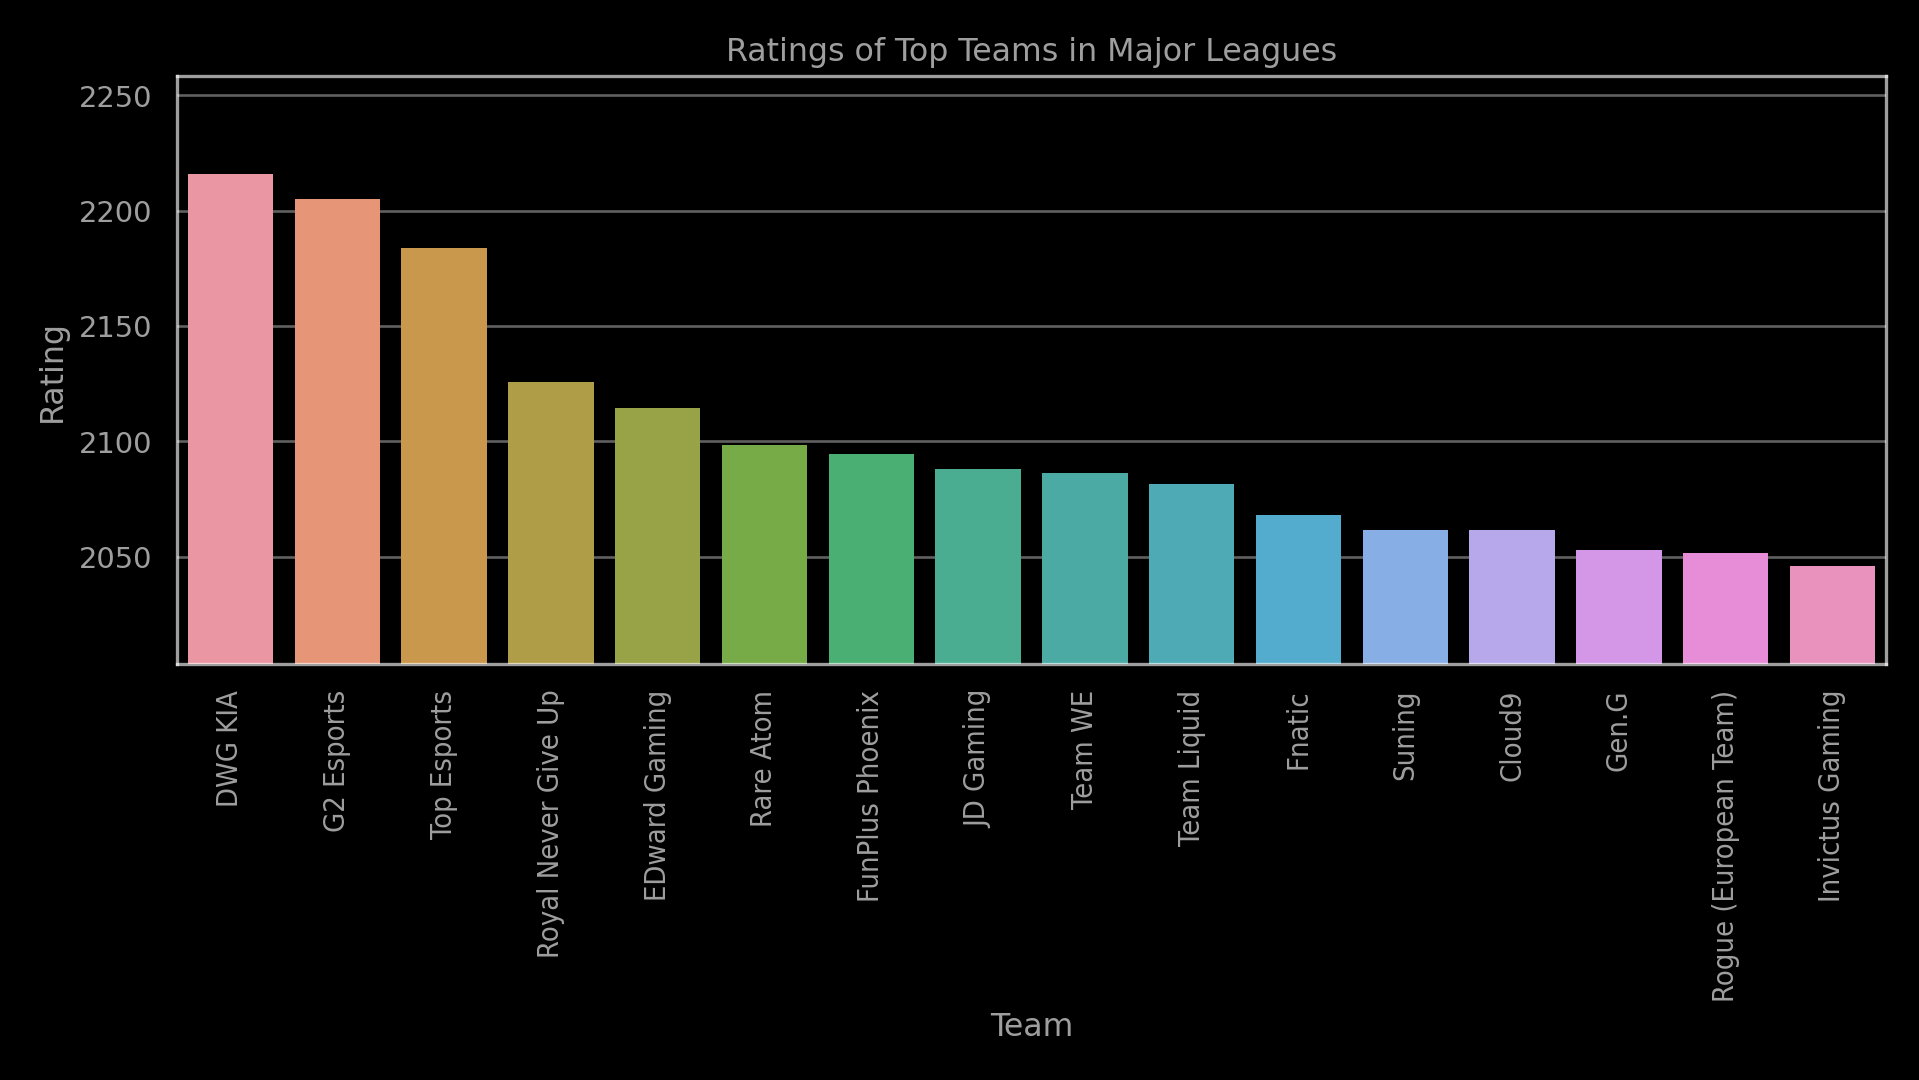 Ratings of Top Teams in Major Leagues
Rating
2250
2200
2150
2100
2050
DWG KIA
G2 Esports
Top Esports
Royal Never Give Up
EDward Gaming
Rare Atom
FunPlus Phoenix
JD Gaming
Team WE
Team Liquid
Fnatic
Suning
Cloud9
Gen.G
Rogue (European Team)
Invictus Gaming
Team